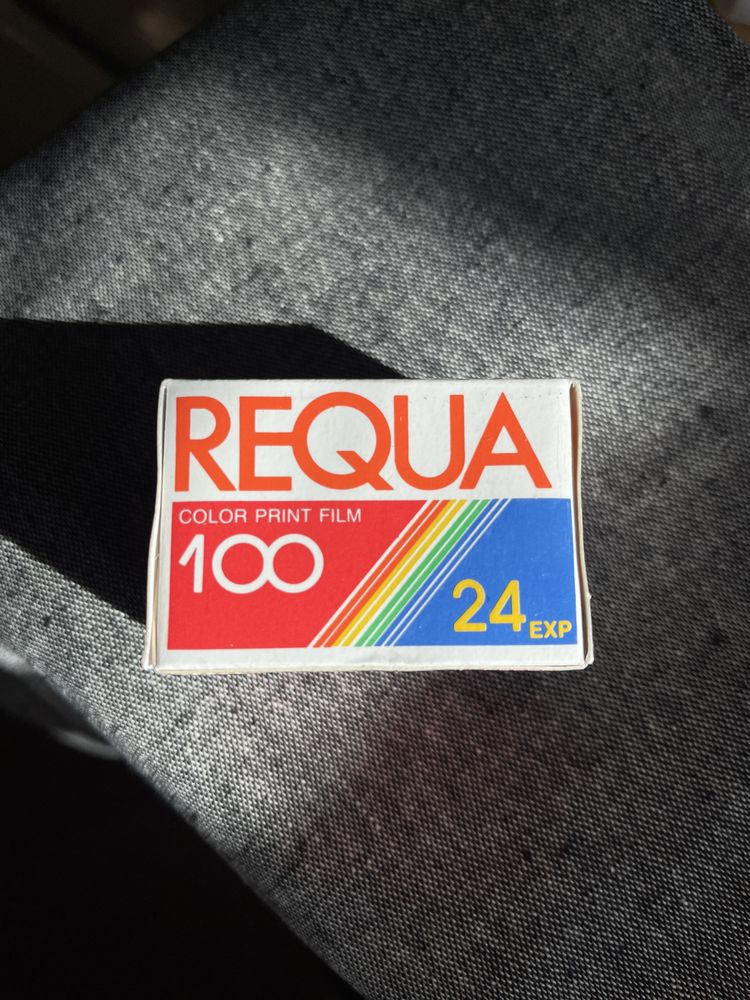 REQUA
COLOR PRINT FILM
100
24 EXP